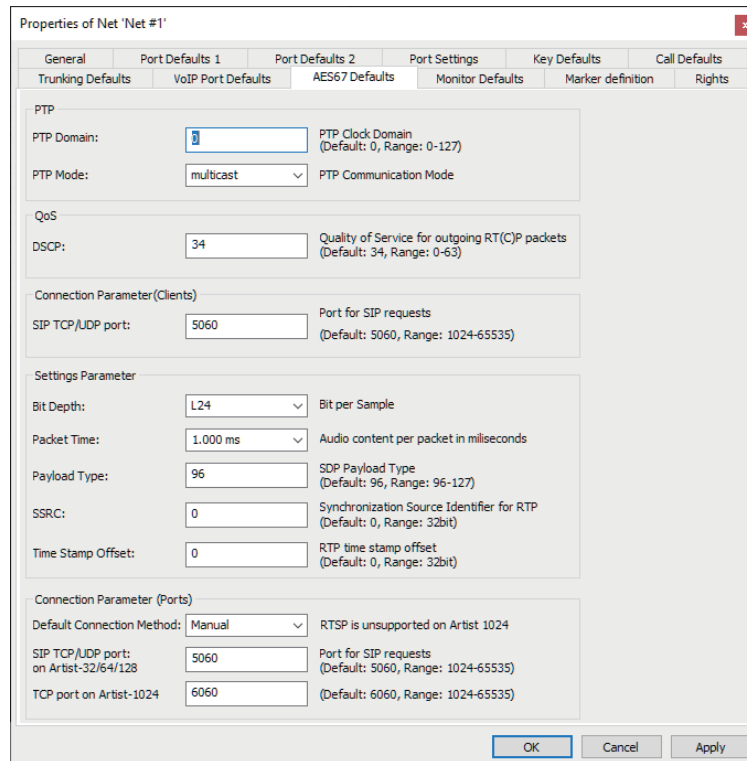 Properties of Net 'Net #1'
x
General Port Defaults 1 Port Defaults 2 Port Settings Key Defaults Call Defaults
Trunking Defaults VoIP Port Defaults AES67 Defaults Monitor Defaults Marker definition Rights
PTP
PTP Domain: 0 PTP Clock Domain
(Default: 0, Range: 0-127)
PTP Mode: multicast PTP Communication Mode
QoS
DSCP: 34 Quality of Service for outgoing RT(C)P packets
(Default: 34, Range: 0-63)
Connection Parameter(Clients)
SIP TCP/UDP port: 5060 Port for SIP requests
(Default: 5060, Range: 1024-65535)
Settings Parameter
Bit Depth: L24 Bit per Sample
Packet Time: 1.000 ms Audio content per packet in miliseconds
Payload Type: 96 SDP Payload Type
(Default: 96, Range: 96-127)
SSRC: 0 Synchronization Source Identifier for RTP
(Default: 0, Range: 32bit)
Time Stamp Offset: 0 RTP time stamp offset
(Default: 0, Range: 32bit)
Connection Parameter (Ports)
Default Connection Method: Manual RTSP is unsupported on Artist 1024
SIP TCP/UDP port: 5060 Port for SIP requests
on Artist-32/64/128 (Default: 5060, Range: 1024-65535)
TCP port on Artist-1024 6060 (Default: 6060, Range: 1024-65535)
OK Cancel Apply